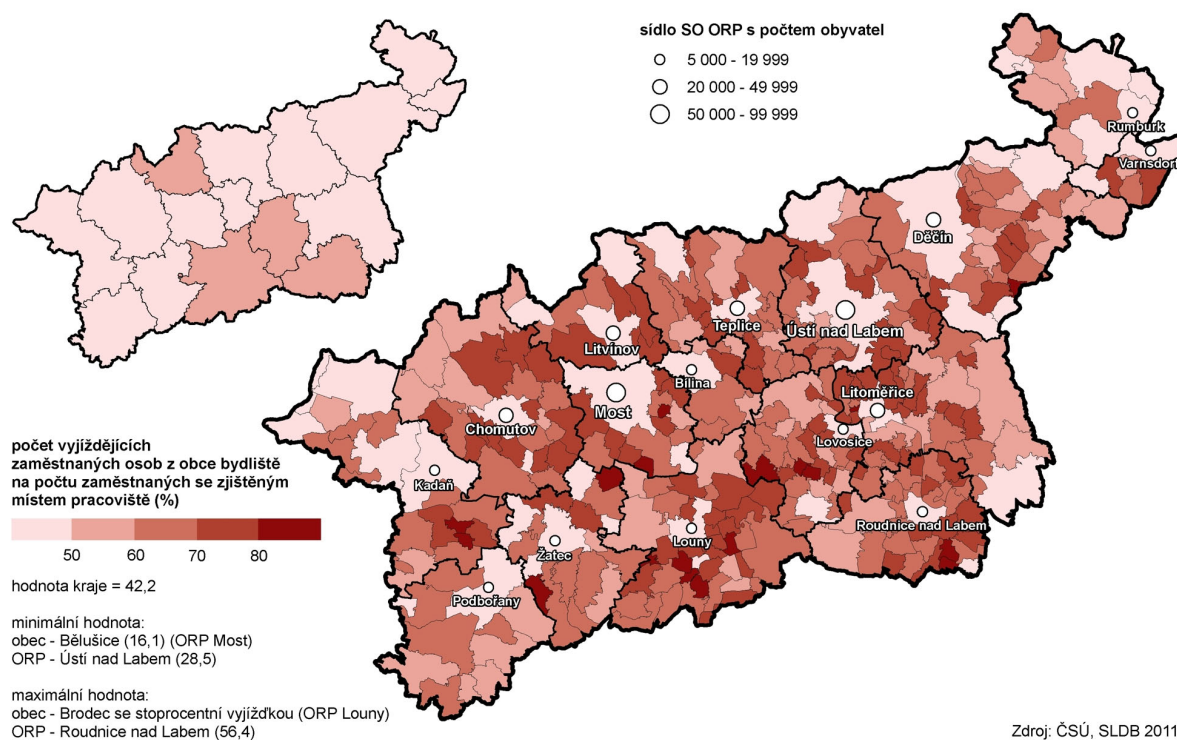 sídlo SO ORP s počtem obyvatel
5 000 - 19 999
20 000 - 49 999
50 000 - 99 999
Rumburk
Varnsdorf
Děčín
Teplice
Ústí nad Labem
Litvínov
Bílina
Most
Litoměřice
Chomutov
Lovosice
Kadaň
Roudnice nad Labem
Louny
Žatec
Podbořany
počet vyjíždějících
zaměstnaných osob z obce bydliště
na počtu zaměstnaných se zjištěným
místem pracoviště (%)
50 60 70 80
hodnota kraje = 42,2
minimální hodnota:
obec - Bělušice (16,1) (ORP Most)
ORP - Ústí nad Labem (28,5)
maximální hodnota:
obec - Brodec se stoprocentní vyjížďkou (ORP Louny)
ORP - Roudnice nad Labem (56,4)
Zdroj: ČSÚ, SLDB 2011